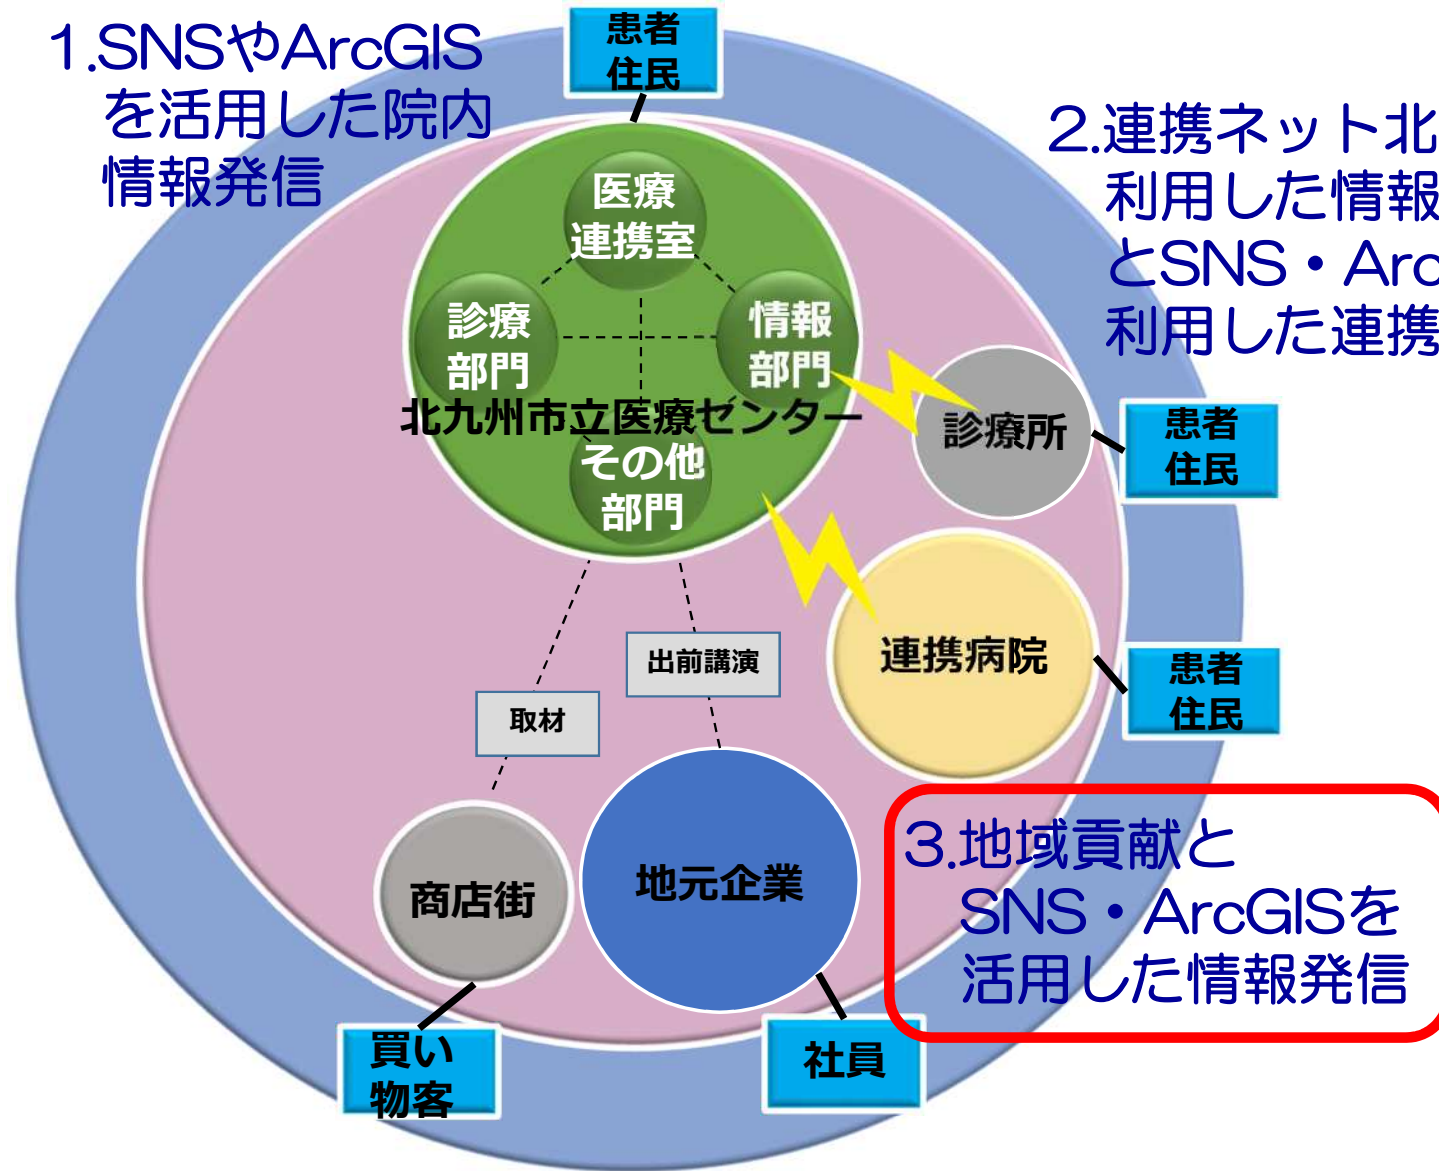 1.SNSやArcGIS
を活用した院内
情報発信
患者
住民
2.連携ネット北
利用した情報
とSNS・Arc
利用した連携
医療
連携室
診療
部門
情報
部門
北九州市立医療センター
その他
部門
診療所
患者
住民
連携病院
患者
住民
出前講演
取材
商店街
地元企業
3.地域貢献と
SNS・ArcGISを
活用した情報発信
買い
物客
社員